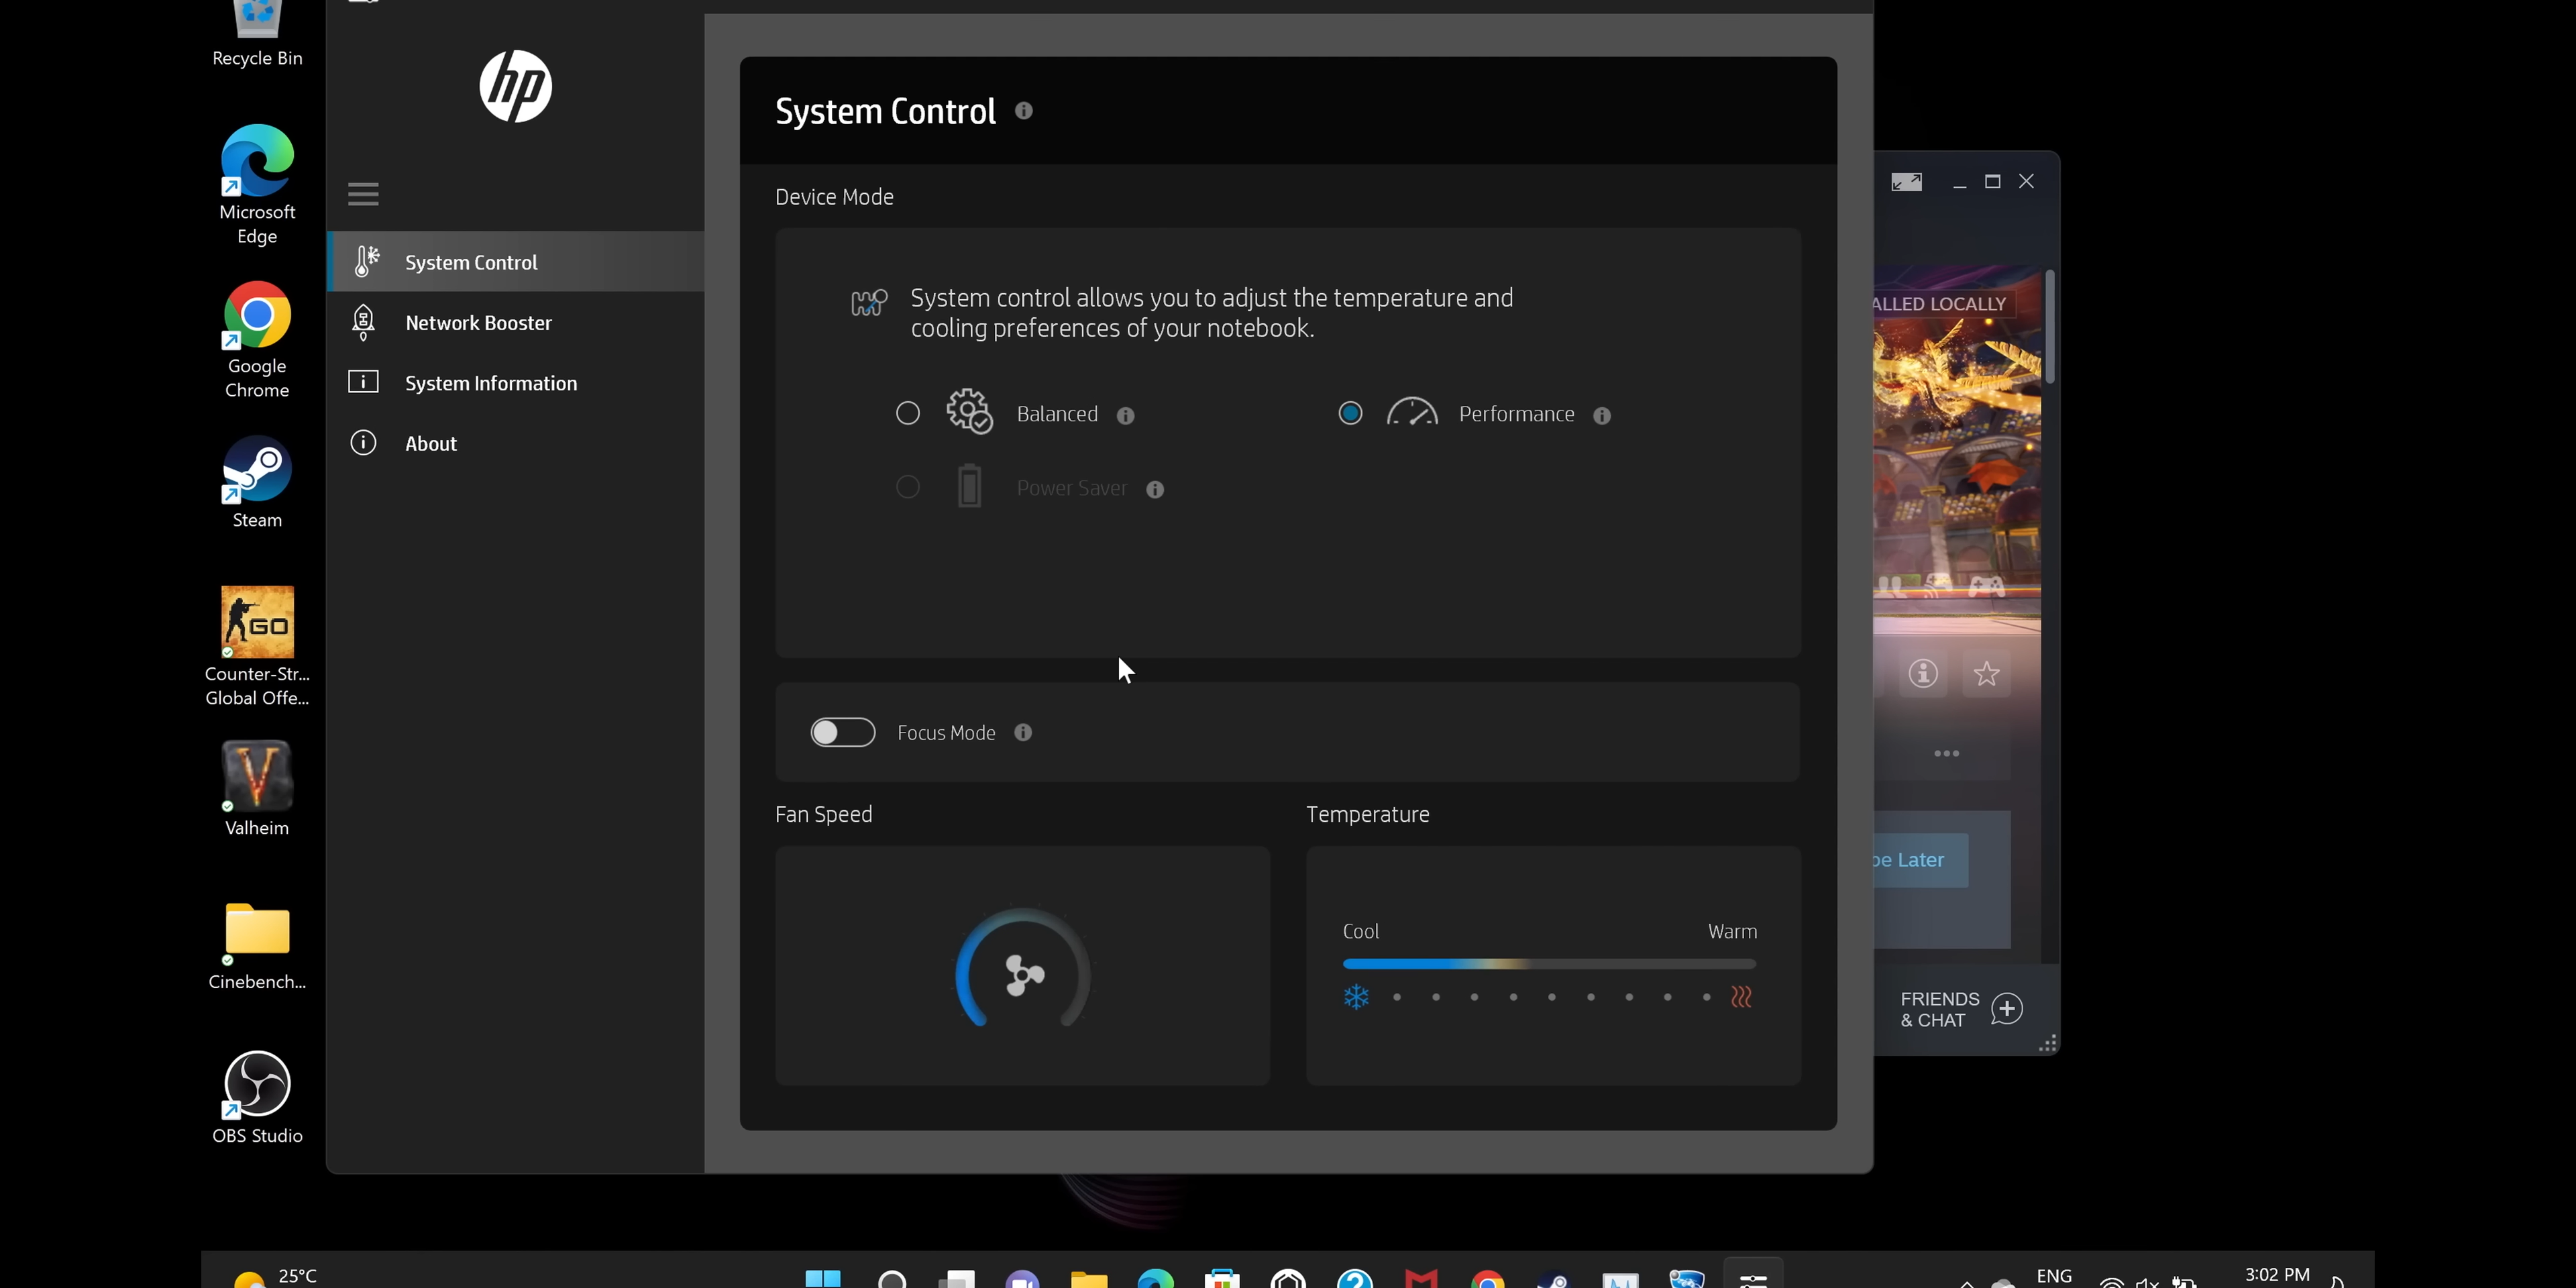 Recycle Bin
Microsoft
Edge
Google
Chrome
Steam
GO
Counter-Str...
Global Offe...
V
Valheim
Cinebench...
OBS Studio
hp
System Control
Network Booster
System Information
About
System Control
Device Mode
System control allows you to adjust the temperature and
cooling preferences of your notebook.
Balanced
Performance
Power Saver
Focus Mode
Fan Speed
Temperature
Cool
Warm
ALLED LOCALLY
be Later
FRIENDS
& CHAT
25°C
ENG
3:02 PM